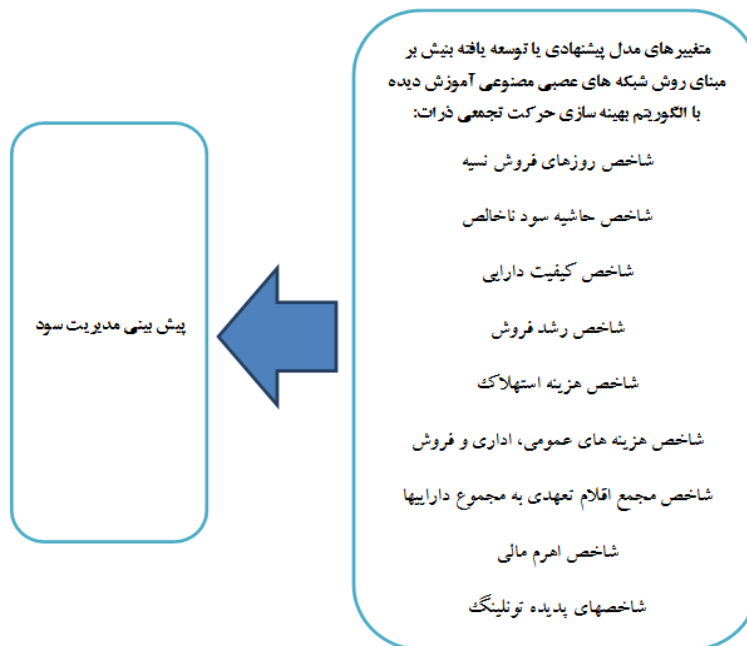 متغییرهای مدل پیشنهادی یا توسعه یافته بنیش بر
مبنای روش شبکه های عصبی مصنوعی آموزش دیده
با الگوریتم بهینه سازی حرکت تجمعی ذرات:
شاخص روزهای فروش نسیه
شاخص حاشیه سود ناخالص
شاخص کیفیت دارایی
شاخص رشد فروش
شاخص هزینه استهلاک
شاخص هزینه های عمومی، اداری و فروش
شاخص مجمع اقلام تعهدی به مجموع داراییها
شاخص اهرم مالی
شاخصهای پدیده تونلینگ
پیش بینی مدیریت سود